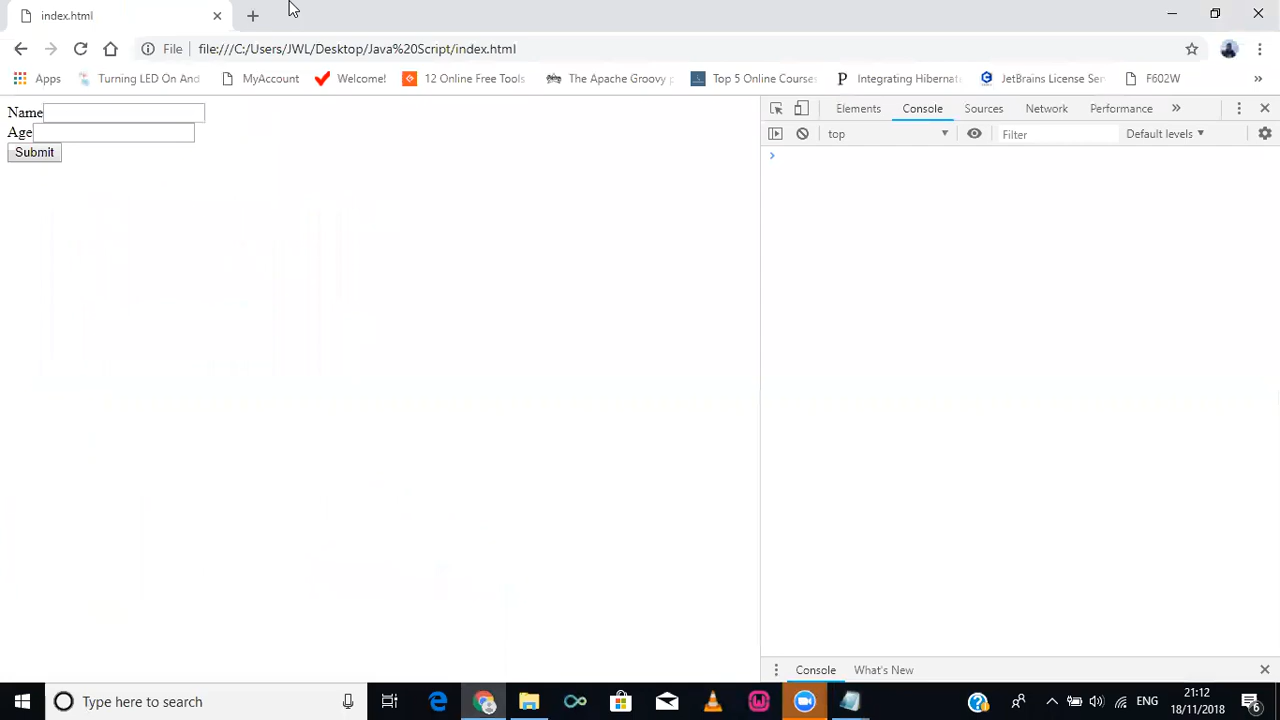 index.html
File file:///C:/Users/JWL/Desktop/Java%20Script/index.html
Apps Turning LED On And MyAccount Welcome! 12 Online Free Tools The Apache Groovy p Top 5 Online Courses P Integrating Hibernat JetBrains License Ser F602W »
Name
Age
Submit
Elements Console Sources Network Performance »
top Filter Default levels
Console What's New
Type here to search
ENG
21:12
18/11/2018
6